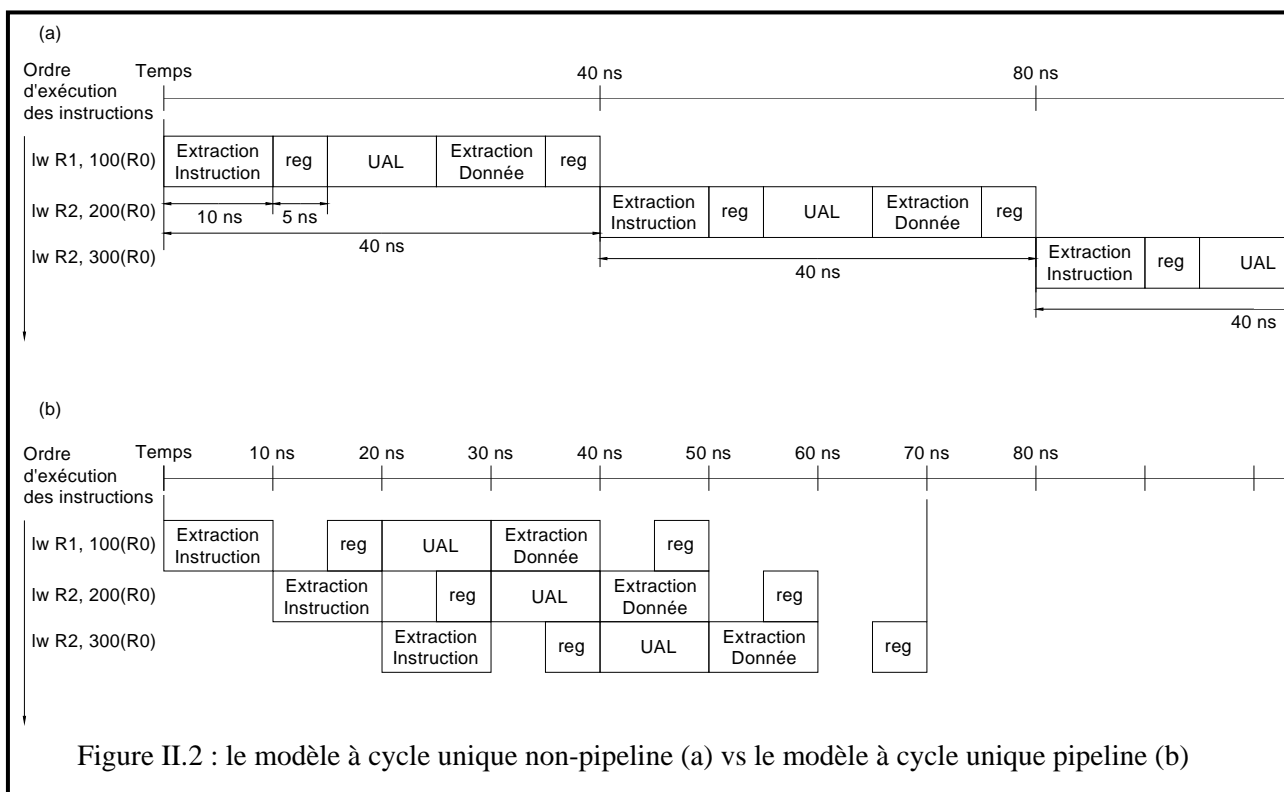 (a)
Ordre
d'exécution
des instructions
Temps
40 ns
80 ns
lw R1, 100(R0)
Extraction
Instruction
reg
UAL
Extraction
Donnée
reg
10 ns
5 ns
40 ns
lw R2, 200(R0)
Extraction
Instruction
reg
UAL
Extraction
Donnée
reg
40 ns
lw R2, 300(R0)
Extraction
Instruction
reg
UAL
40 ns
(b)
Ordre
d'exécution
des instructions
Temps
10 ns
20 ns
30 ns
40 ns
50 ns
60 ns
70 ns
80 ns
lw R1, 100(R0)
Extraction
Instruction
reg
UAL
Extraction
Donnée
reg
lw R2, 200(R0)
Extraction
Instruction
reg
UAL
Extraction
Donnée
reg
lw R2, 300(R0)
Extraction
Instruction
reg
UAL
Extraction
Donnée
reg
Figure II.2 : le modèle à cycle unique non-pipeline (a) vs le modèle à cycle unique pipeline (b)